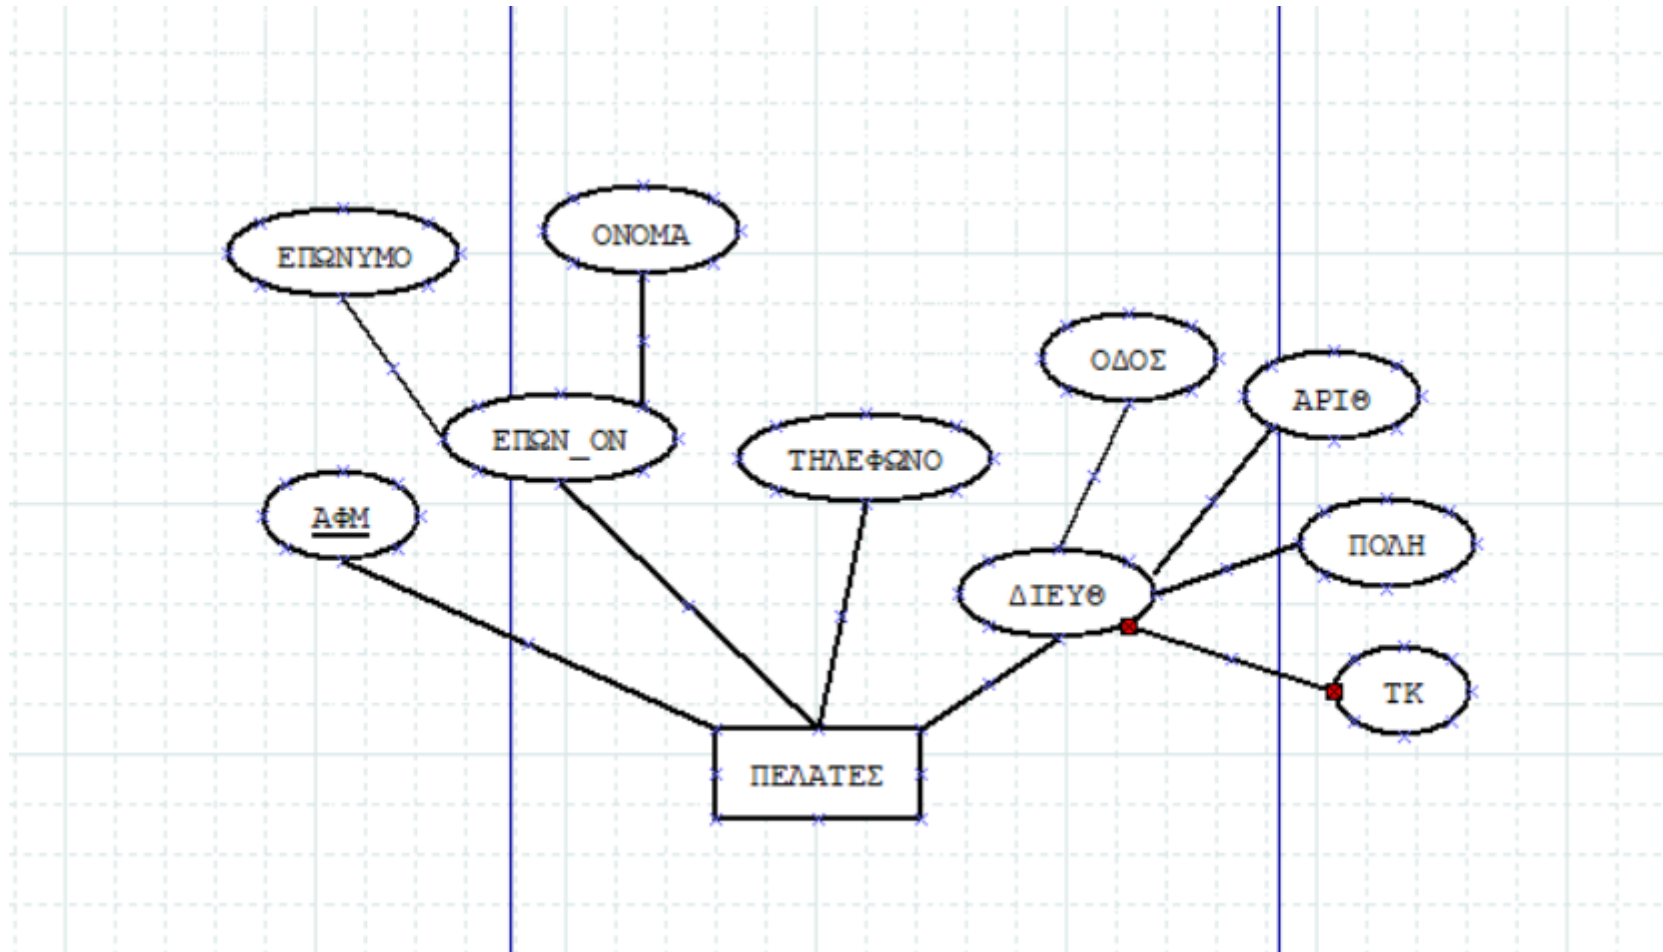 ΟΝΟΜΑ
ΕΠΩΝΥΜΟ
ΟΔΟΣ
ΑΡΙΘ
ΕΠΩΝ_ΟΝ
ΤΗΛΕΦΩΝΟ
ΑΦΜ
ΠΟΛΗ
ΔΙΕΥΘ
ΤΚ
ΠΕΛΑΤΕΣ